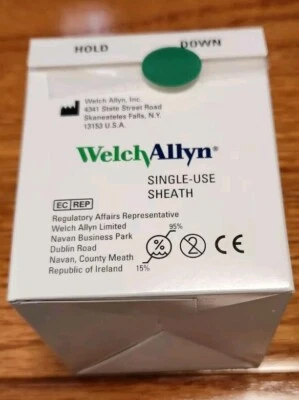 HOLD DOWN
Welch Allyn, Inc.
4341 State Street Road
Skaneateles Falls, N.Y.
13153 U.S.A.
WelchAllyn®
SINGLE-USE
SHEATH
EC REP
Regulatory Affairs Representative
Welch Allyn Limited
Navan Business Park
Dublin Road
Navan, County Meath
Republic of Ireland
95%
%
15%
2
CE